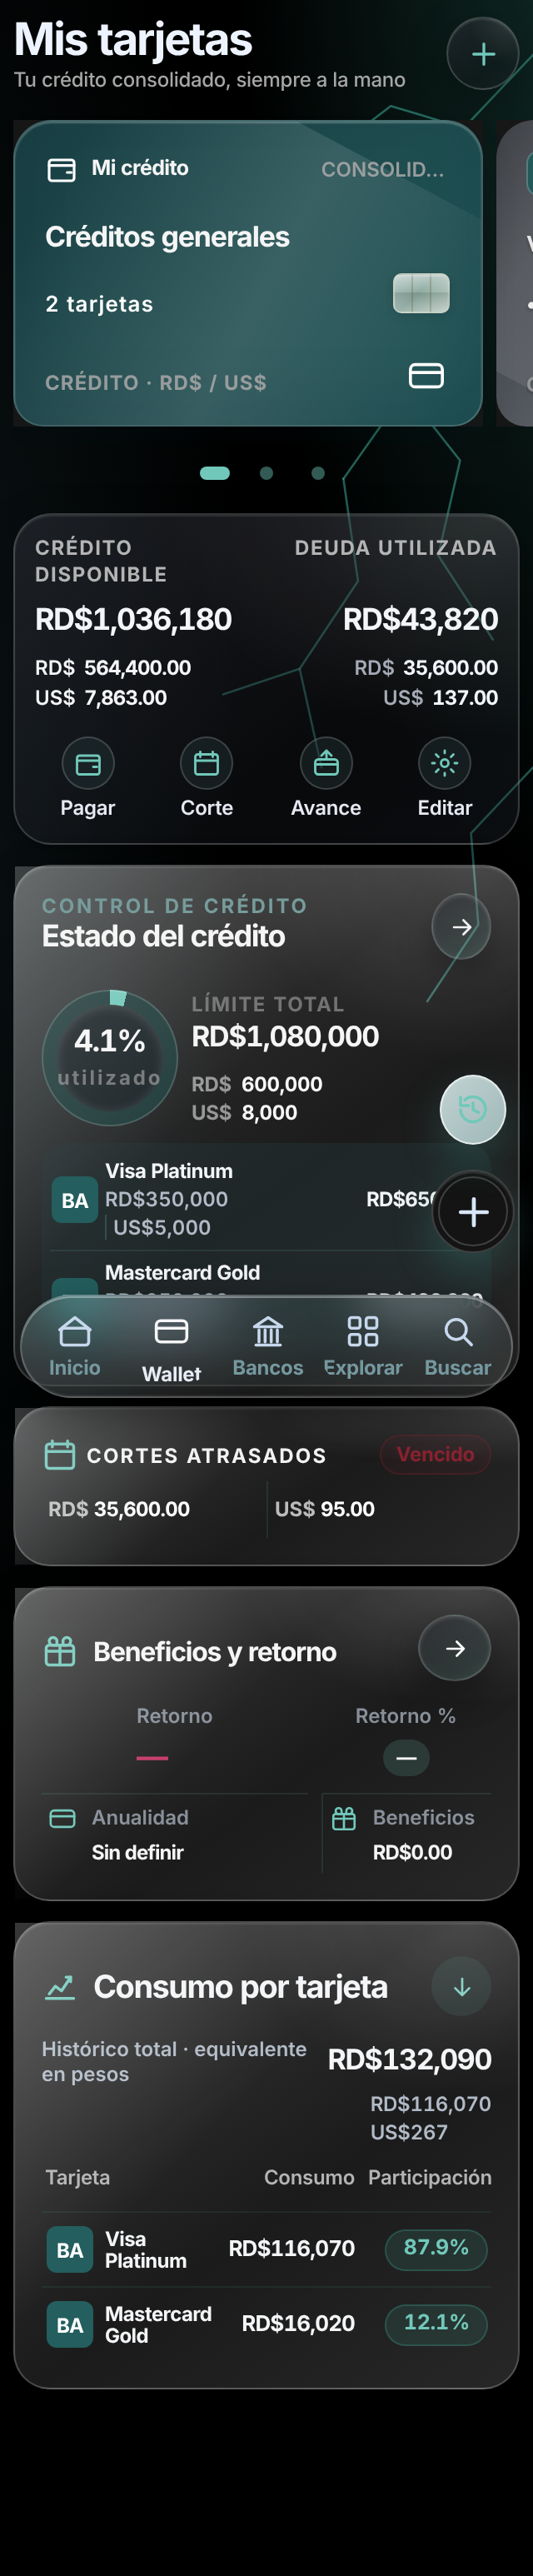 Mis tarjetas
Tu crédito consolidado, siempre a la mano
Mi crédito CONSOLID...
Créditos generales
2 tarjetas
CRÉDITO · RD$ / US$
CRÉDITO DISPONIBLE DEUDA UTILIZADA
RD$1,036,180 RD$43,820
RD$ 564,400.00 RD$ 35,600.00
US$ 7,863.00 US$ 137.00
Pagar Corte Avance Editar
CONTROL DE CRÉDITO
Estado del crédito
4.1%
utilizado
LÍMITE TOTAL
RD$1,080,000
RD$ 600,000
US$ 8,000
BA Visa Platinum
RD$350,000 RD$65
US$5,000
Mastercard Gold
Inicio Wallet Bancos Explorar Buscar
CORTES ATRASADOS Vencido
RD$ 35,600.00 US$ 95.00
Beneficios y retorno
Retorno Retorno %
— —
Anualidad Beneficios
Sin definir RD$0.00
Consumo por tarjeta
Histórico total · equivalente
en pesos
RD$132,090
RD$116,070
US$267
Tarjeta Consumo Participación
BA Visa Platinum RD$116,070 87.9%
BA Mastercard Gold RD$16,020 12.1%